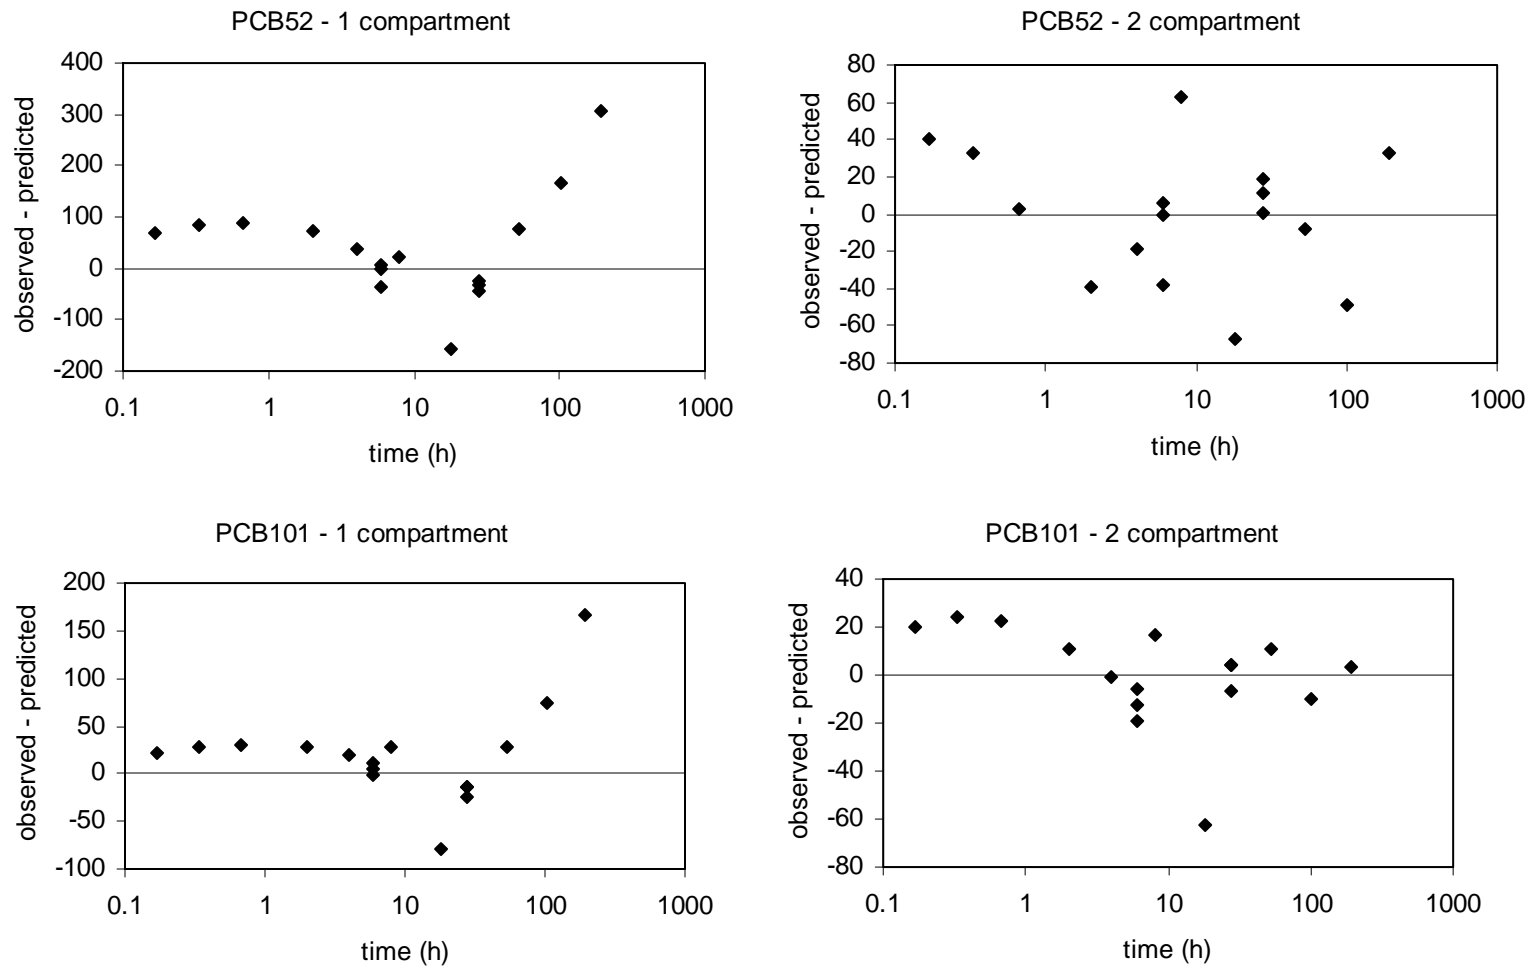 PCB52 - 1 compartment
400
300
200
100
0
-100
-200
observed - predicted
0.1 1 10 100 1000
time (h)
PCB52 - 2 compartment
80
60
40
20
0
-20
-40
-60
-80
observed - predicted
0.1 1 10 100 1000
time (h)
PCB101 - 1 compartment
200
150
100
50
0
-50
-100
observed - predicted
0.1 1 10 100 1000
time (h)
PCB101 - 2 compartment
40
20
0
-20
-40
-60
-80
observed - predicted
0.1 1 10 100 1000
time (h)